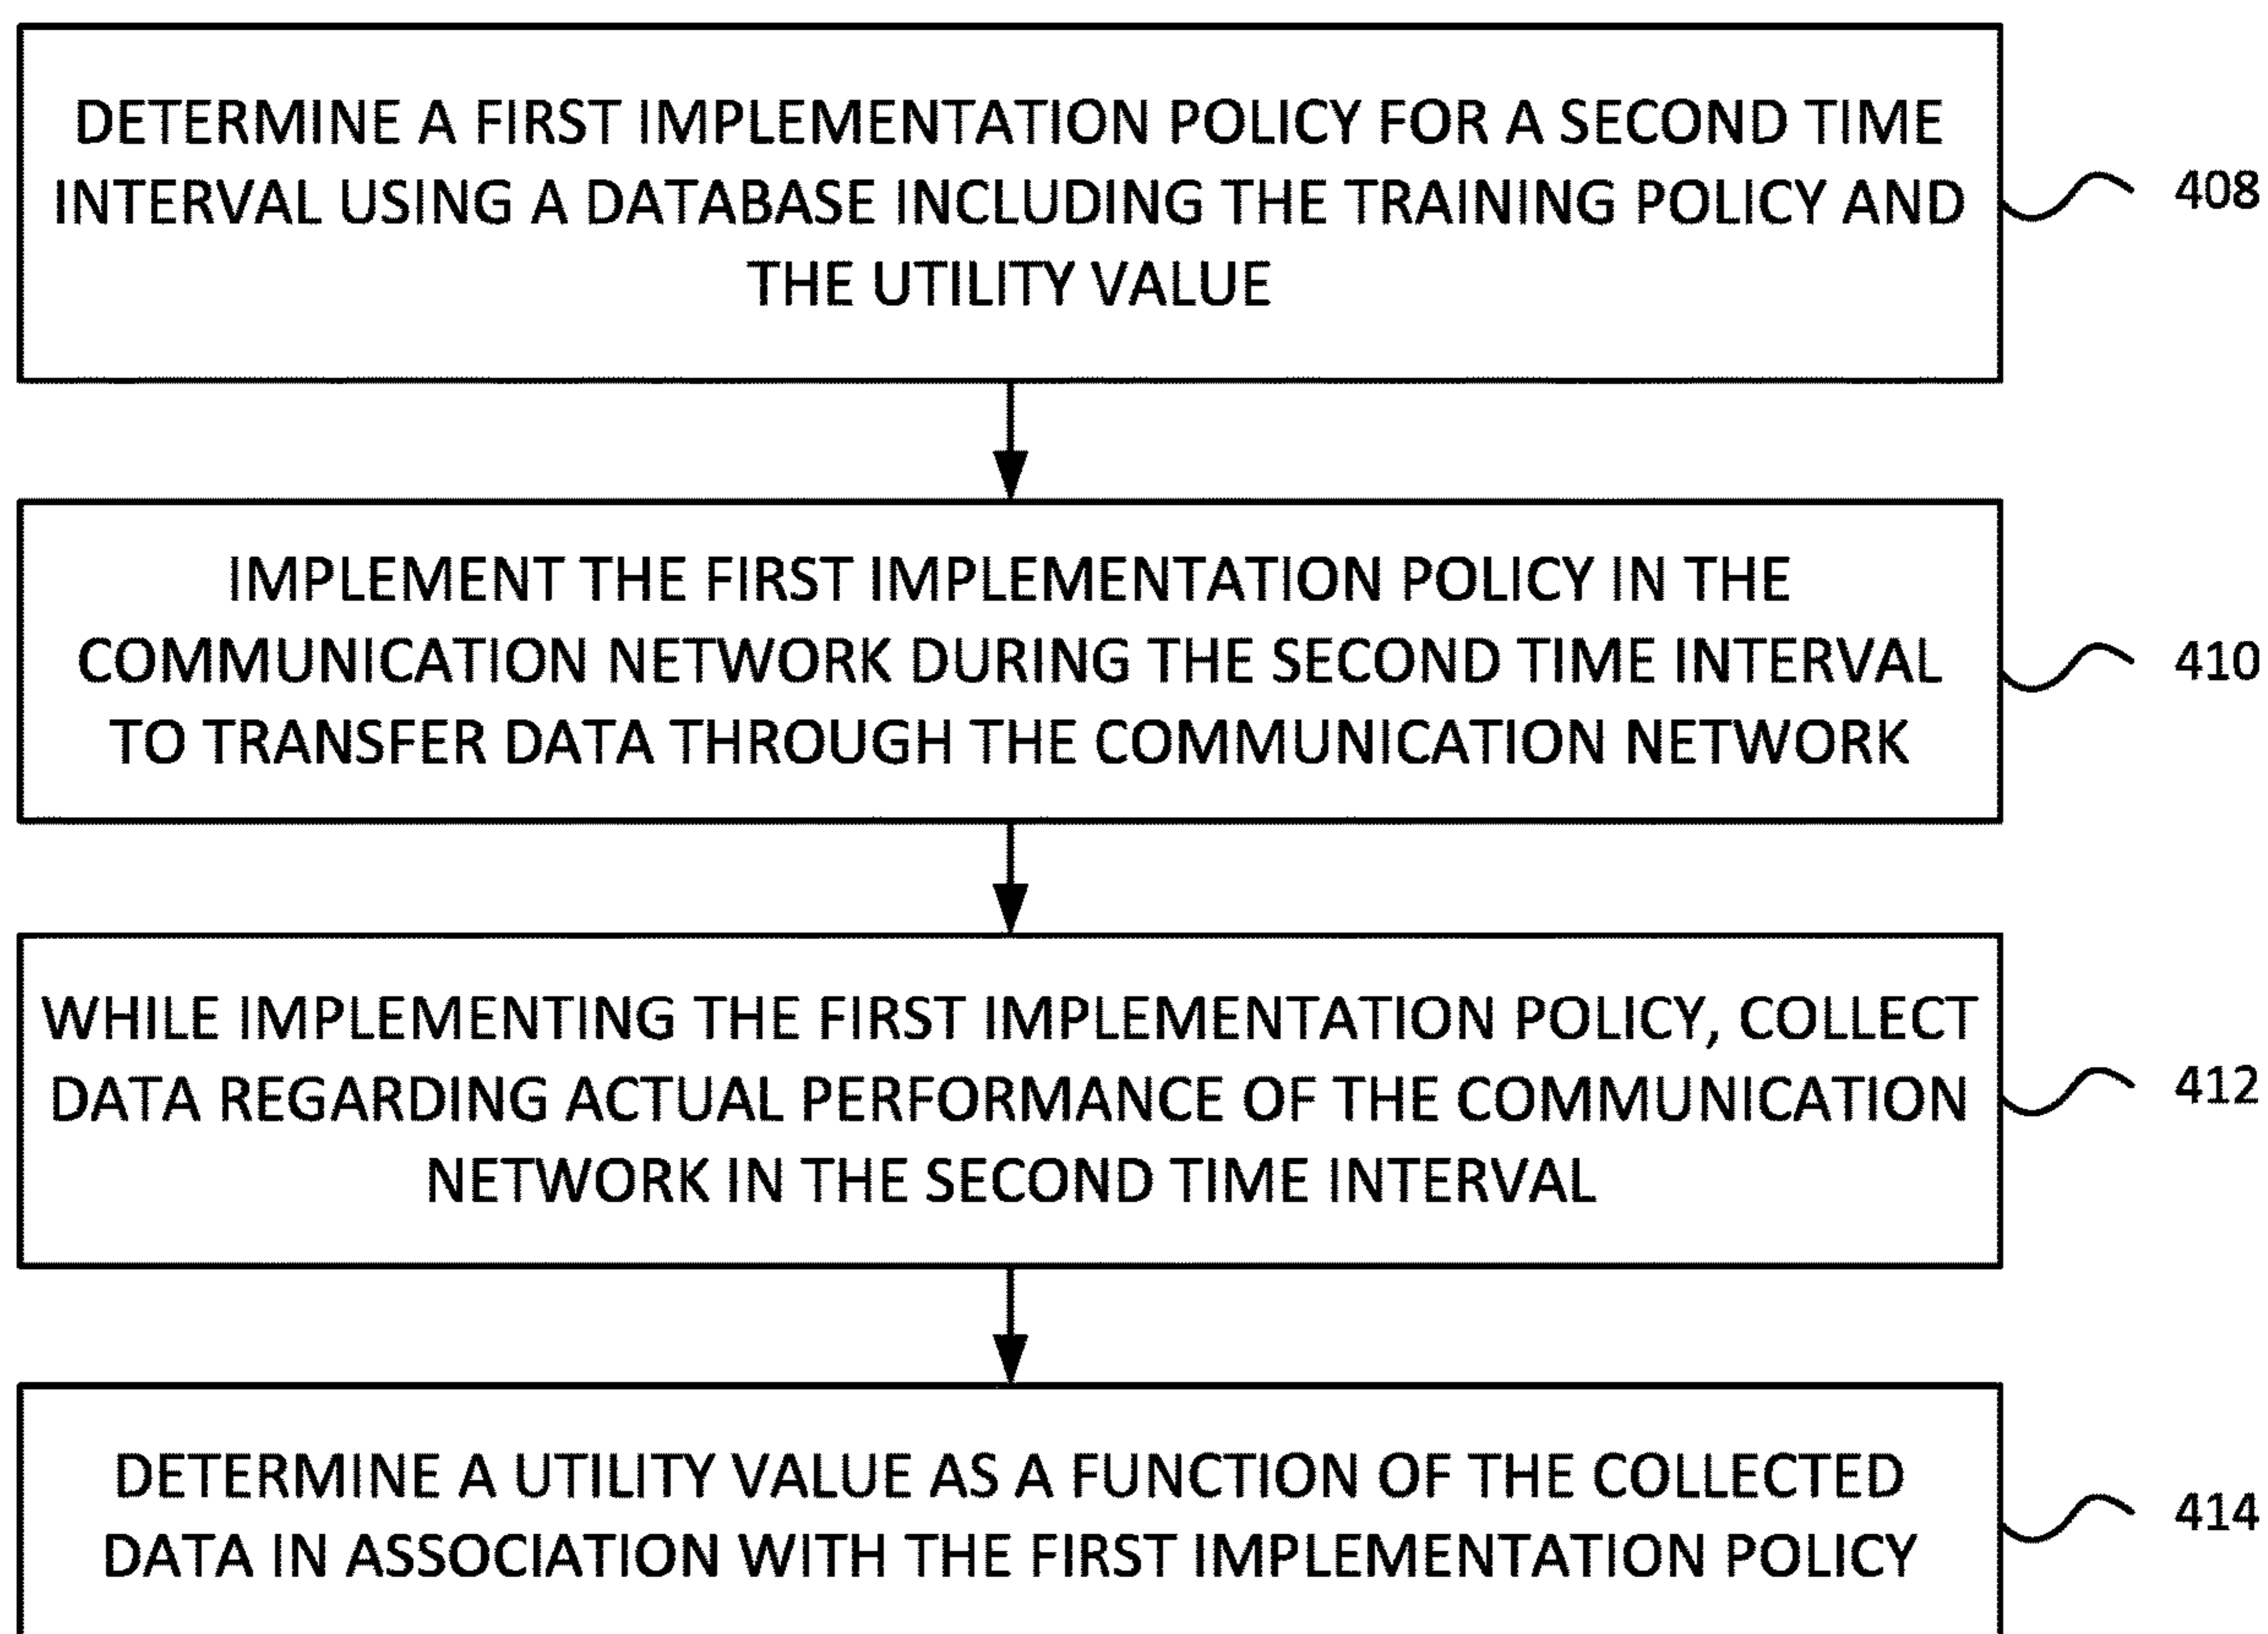 DETERMINE A FIRST IMPLEMENTATION POLICY FOR A SECOND TIME
INTERVAL USING A DATABASE INCLUDING THE TRAINING POLICY AND
THE UTILITY VALUE
408
IMPLEMENT THE FIRST IMPLEMENTATION POLICY IN THE
COMMUNICATION NETWORK DURING THE SECOND TIME INTERVAL
TO TRANSFER DATA THROUGH THE COMMUNICATION NETWORK
410
WHILE IMPLEMENTING THE FIRST IMPLEMENTATION POLICY, COLLECT
DATA REGARDING ACTUAL PERFORMANCE OF THE COMMUNICATION
NETWORK IN THE SECOND TIME INTERVAL
412
DETERMINE A UTILITY VALUE AS A FUNCTION OF THE COLLECTED
DATA IN ASSOCIATION WITH THE FIRST IMPLEMENTATION POLICY
414